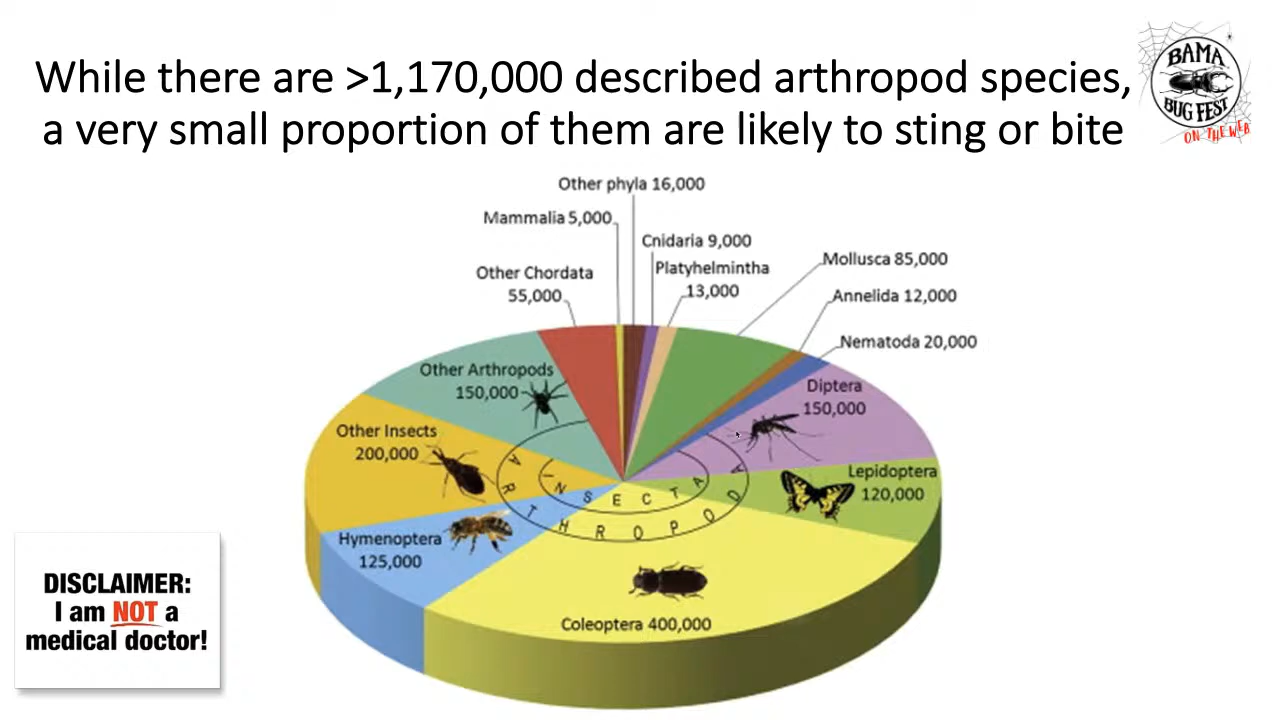 While there are >1,170,000 described arthropod species,
a very small proportion of them are likely to sting or bite
BAMA
BUG FEST
ON THE WEB
Other phyla 16,000
Mammalia 5,000
Cnidaria 9,000
Platyhelmintha
13,000
Mollusca 85,000
Other Chordata
55,000
Annelida 12,000
Nematoda 20,000
Other Arthropods
150,000
Diptera
150,000
Other Insects
200,000
Lepidoptera
120,000
INSECTA
ARTHROPODA
Hymenoptera
125,000
Coleoptera 400,000
DISCLAIMER:
I am NOT a
medical doctor!